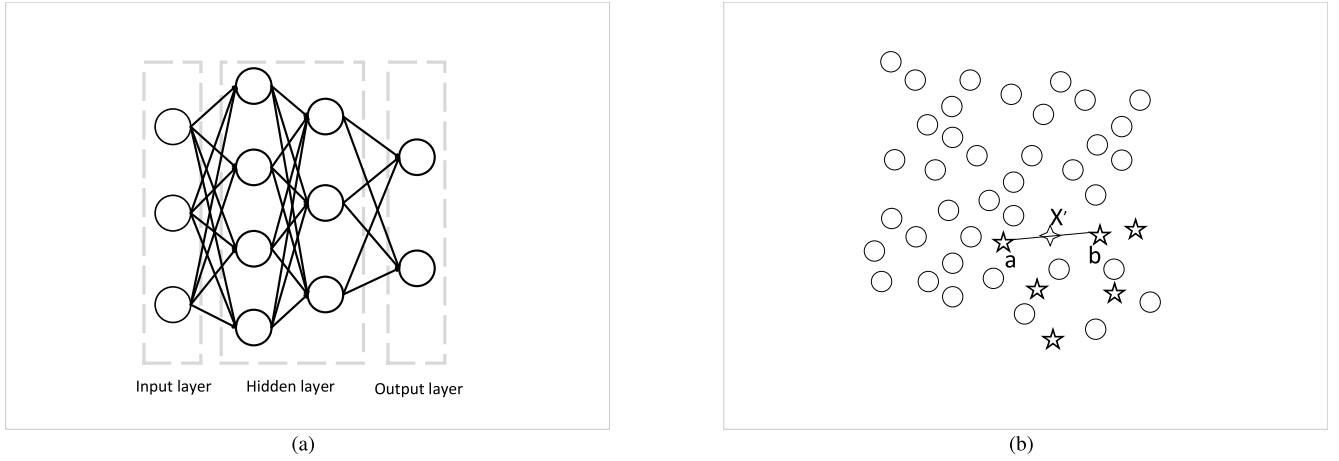 Input layer
Hidden layer
Output layer
(a)
X′
a
b
(b)